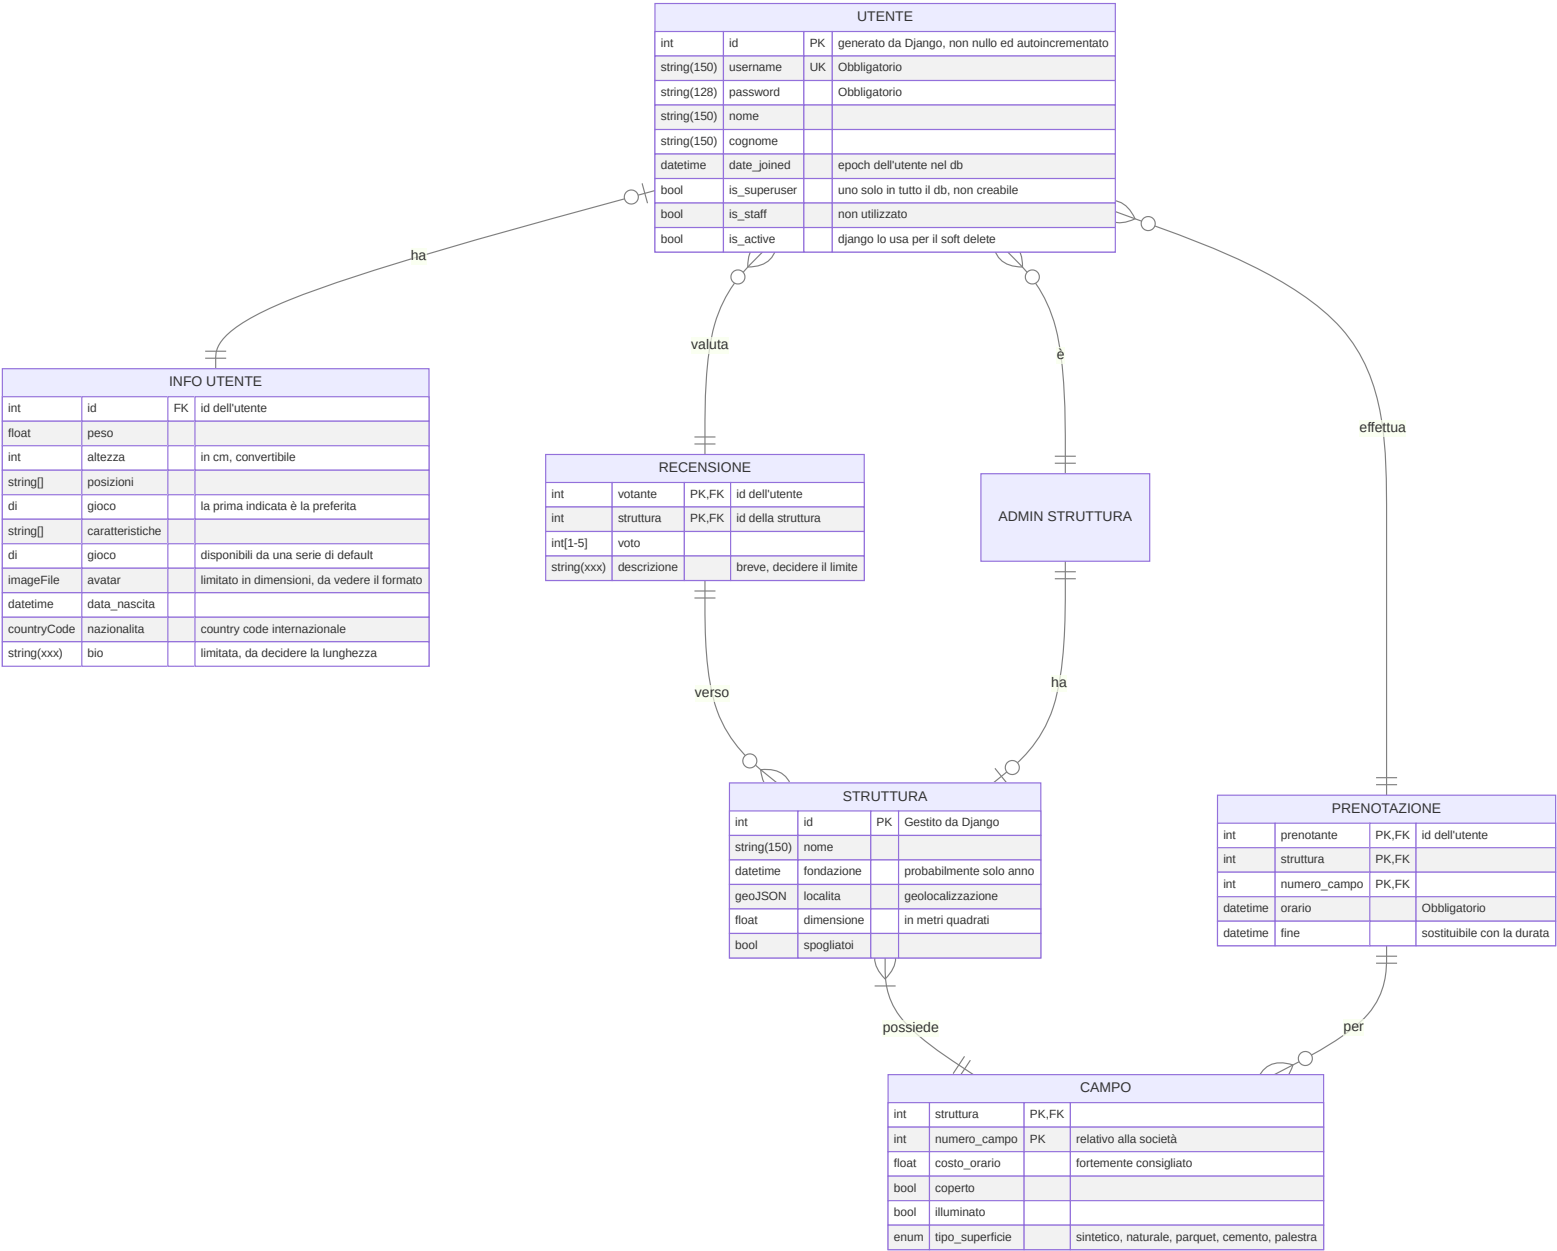 UTENTE
int id PK generato da Django, non nullo ed autoincrementato
string(150) username UK Obbligatorio
string(128) password Obbligatorio
string(150) nome
string(150) cognome
datetime date_joined epoch dell'utente nel db
bool is_superuser uno solo in tutto il db, non creabile
bool is_staff non utilizzato
bool is_active django lo usa per il soft delete
ha
valuta
è
effettua
INFO UTENTE
int id FK id dell'utente
float peso
int altezza in cm, convertibile
string[] posizioni
di gioco la prima indicata è la preferita
string[] caratteristiche
di gioco disponibili da una serie di default
imageFile avatar limitato in dimensioni, da vedere il formato
datetime data_nascita
countryCode nazionalita country code internazionale
string(xxx) bio limitata, da decidere la lunghezza
RECENSIONE
int votante PK,FK id dell'utente
int struttura PK,FK id della struttura
int[1-5] voto
string(xxx) descrizione breve, decidere il limite
ADMIN STRUTTURA
verso
ha
STRUTTURA
int id PK Gestito da Django
string(150) nome
datetime fondazione probabilmente solo anno
geoJSON localita geolocalizzazione
float dimensione in metri quadrati
bool spogliatoi
PRENOTAZIONE
int prenotante PK,FK id dell'utente
int struttura PK,FK
int numero_campo PK,FK
datetime orario Obbligatorio
datetime fine sostituibile con la durata
possiede
per
CAMPO
int struttura PK,FK
int numero_campo PK relativo alla società
float costo_orario fortemente consigliato
bool coperto
bool illuminato
enum tipo_superficie sintetico, naturale, parquet, cemento, palestra